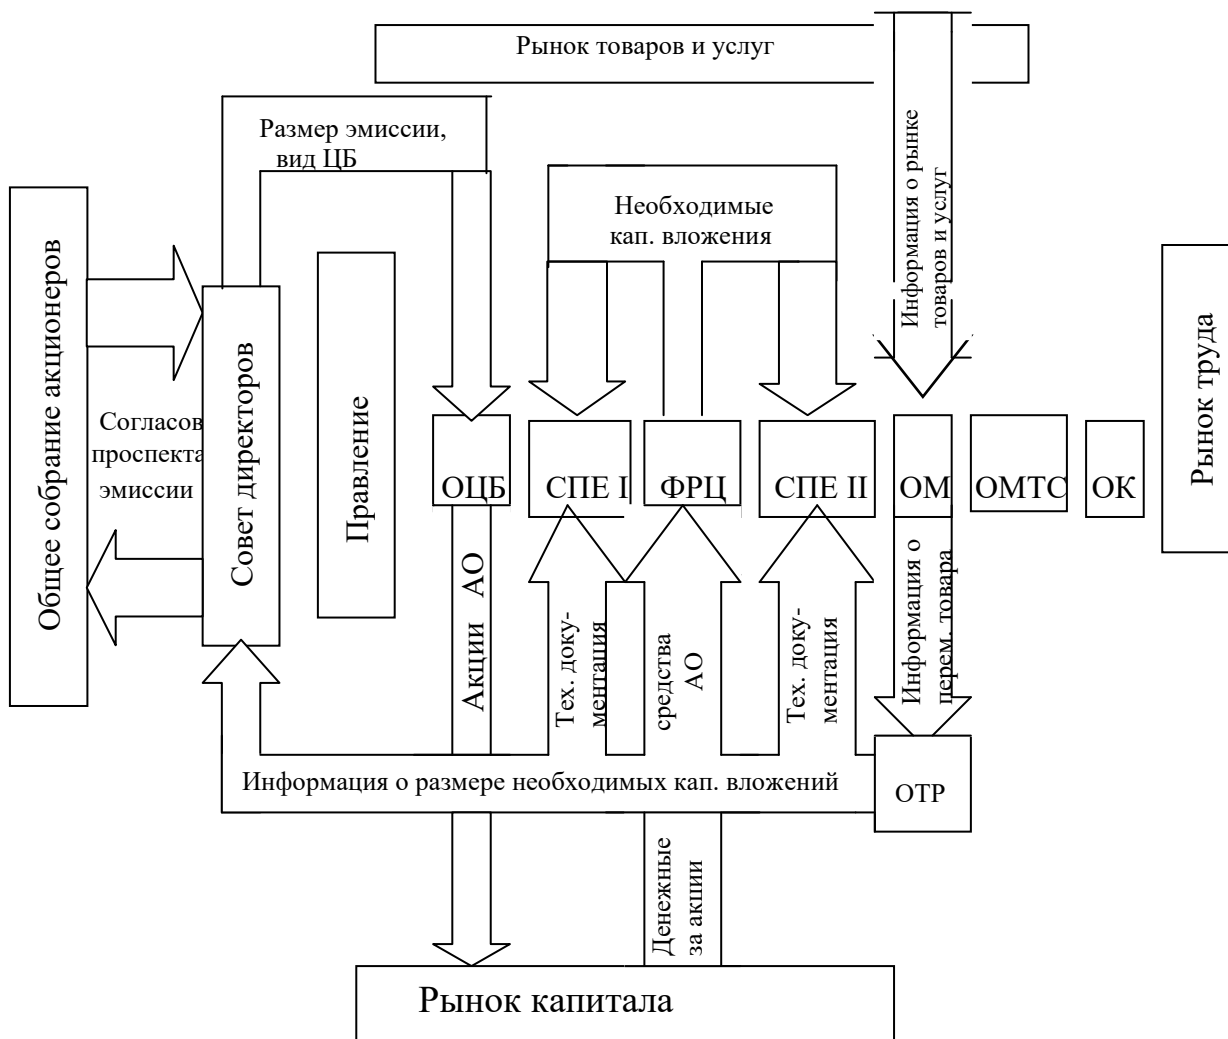 Рынок товаров и услуг
Размер эмиссии,
вид ЦБ
Необходимые
кап. вложения
Информация о рынке
товаров и услуг
Общее собрание акционеров
Согласов
проспекта
эмиссии
Совет директоров
Правление
ОЦБ
СПЕ I
ФРЦ
СПЕ II
ОМ
ОМТС
ОК
Рынок труда
Акции АО
Тех. доку-
ментация
средства
АО
Тех. доку-
ментация
Информация о
перем. товара
Информация о размере необходимых кап. вложений
ОТР
Денежные
за акции
Рынок капитала